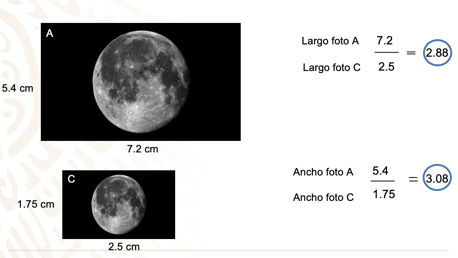 A
5.4 cm
7.2 cm
Largo foto A
7.2
= 2.88
Largo foto C
2.5
C
1.75 cm
2.5 cm
Ancho foto A
5.4
= 3.08
Ancho foto C
1.75